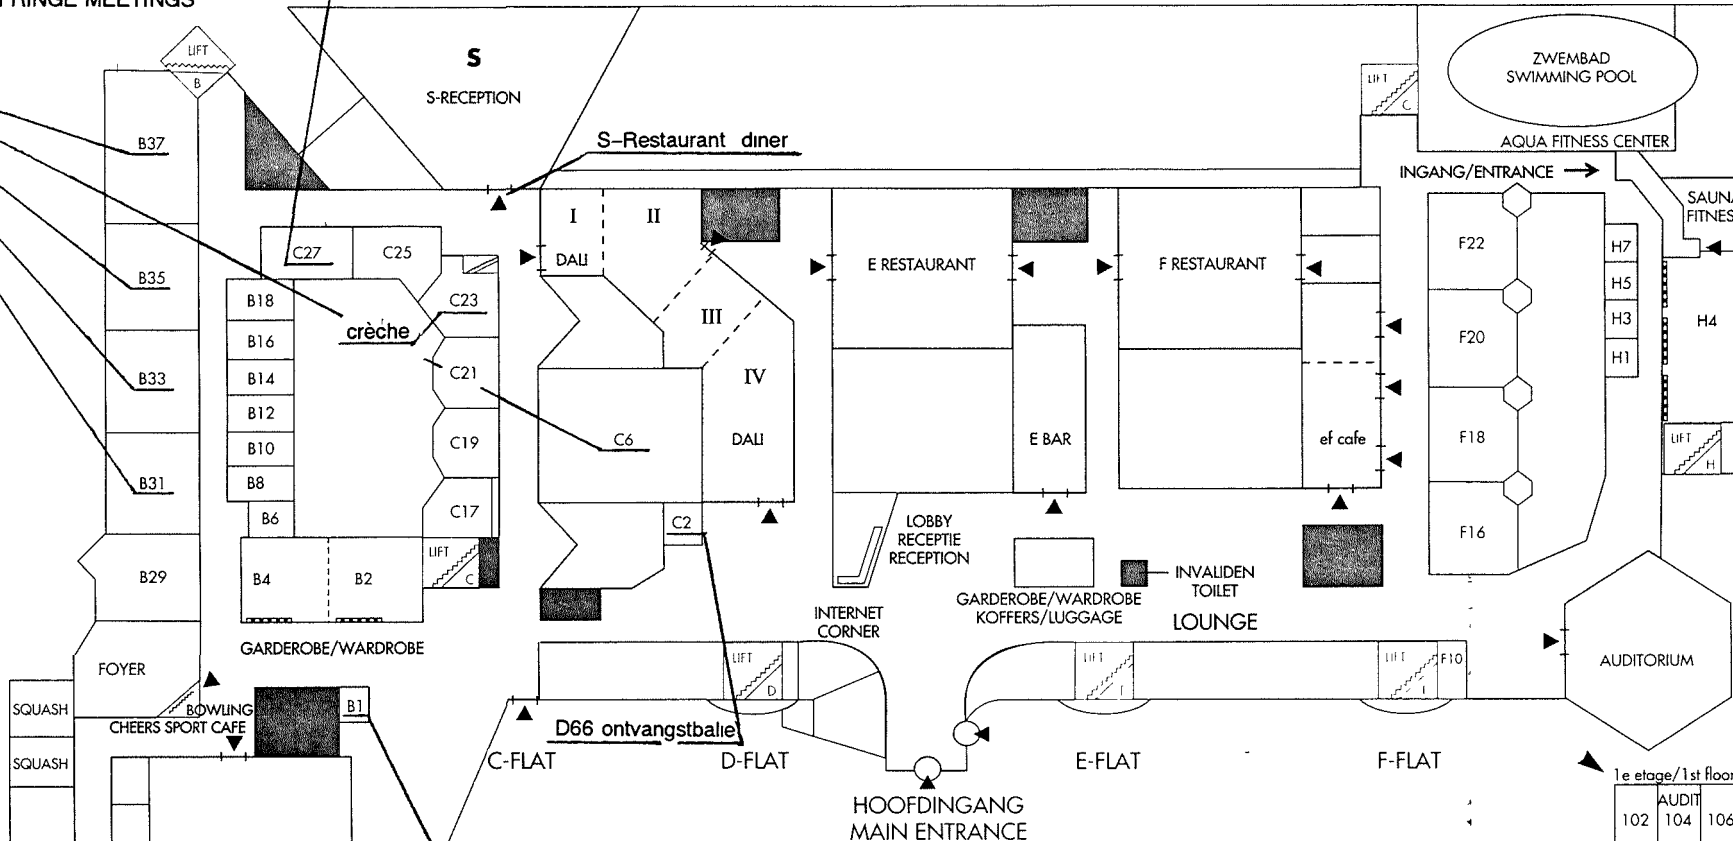 FRINGE MEETINGS
LIFT
B
S
S-RECEPTION
ZWEMBAD
SWIMMING POOL
LIFT
C
AQUA FITNESS CENTER
B37
S-Restaurant diner
INGANG/ENTRANCE
SAUNA
FITNES
I
II
DALI
C27
C25
E RESTAURANT
F RESTAURANT
F22
H7
B35
B18
C23
H5
crèche
III
H3
H4
B16
F20
H1
B33
B14
C21
IV
B12
C6
DALI
E BAR
ef cafe
F18
B10
C19
LIFT
H
B31
B8
B6
C17
C2
LOBBY
RECEPTIE
RECEPTION
F16
B29
B4
B2
LIFT
C
INVALIDEN
TOILET
GARDEROBE/WARDROBE
KOFFERS/LUGGAGE
INTERNET
CORNER
LOUNGE
GARDEROBE/WARDROBE
FOYER
LIFT
D
LIFT
LIFT
F10
AUDITORIUM
SQUASH
BOWLING
CHEERS SPORT CAFE
B1
D66 ontvangstbalie
SQUASH
C-FLAT
D-FLAT
E-FLAT
F-FLAT
1e etage/1st floor
HOOFDINGANG
MAIN ENTRANCE
AUDIT
102
104
106